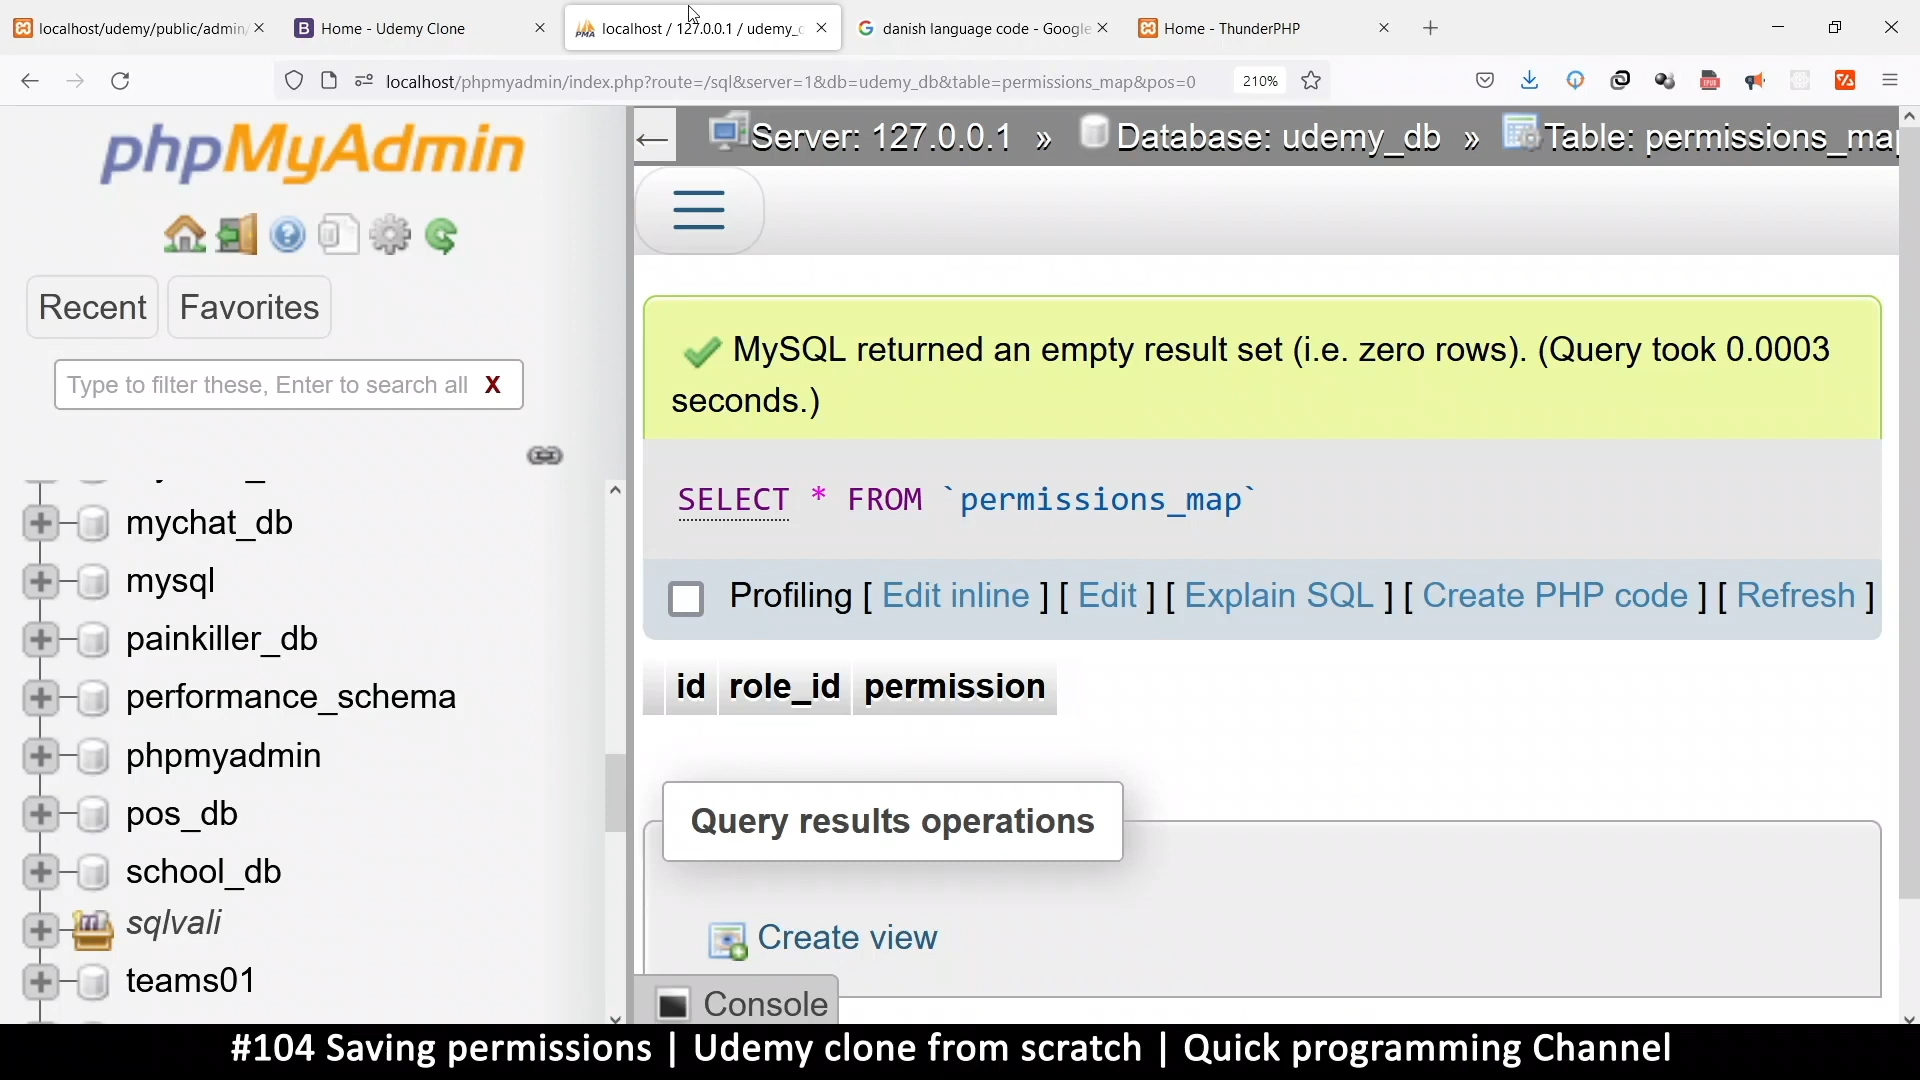 localhost/udemy/public/admin/
Home - Udemy Clone
localhost / 127.0.0.1 / udemy_c
danish language code - Google
Home - ThunderPHP
localhost/phpmyadmin/index.php?route=/sql&server=1&db=udemy_db&table=permissions_map&pos=0
210%
phpMyAdmin
Server: 127.0.0.1 » Database: udemy_db » Table: permissions_map
Recent
Favorites
Type to filter these, Enter to search all X
MySQL returned an empty result set (i.e. zero rows). (Query took 0.0003
seconds.)
SELECT * FROM `permissions_map`
Profiling [ Edit inline ] [ Edit ] [ Explain SQL ] [ Create PHP code ] [ Refresh ]
id role_id permission
Query results operations
Create view
Console
mychat_db
mysql
painkiller_db
performance_schema
phpmyadmin
pos_db
school_db
sqlvali
teams01
#104 Saving permissions | Udemy clone from scratch | Quick programming Channel